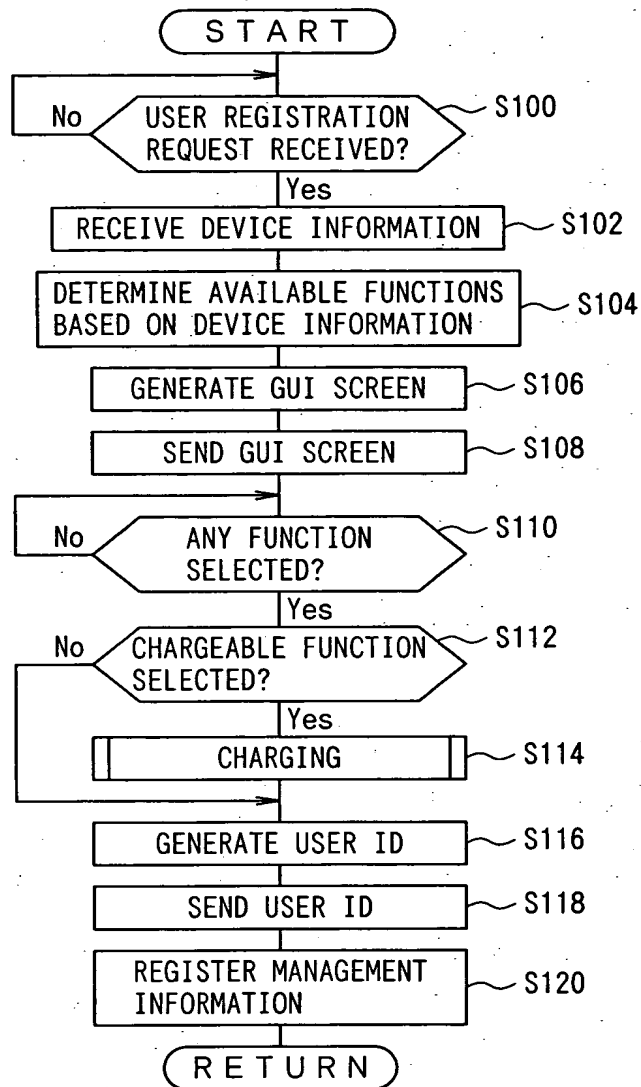 START
No
USER REGISTRATION
REQUEST RECEIVED?
S100
Yes
RECEIVE DEVICE INFORMATION
S102
DETERMINE AVAILABLE FUNCTIONS
BASED ON DEVICE INFORMATION
S104
GENERATE GUI SCREEN
S106
SEND GUI SCREEN
S108
No
ANY FUNCTION
SELECTED?
S110
Yes
No
CHARGEABLE FUNCTION
SELECTED?
S112
Yes
CHARGING
S114
GENERATE USER ID
S116
SEND USER ID
S118
REGISTER MANAGEMENT
INFORMATION
S120
RETURN